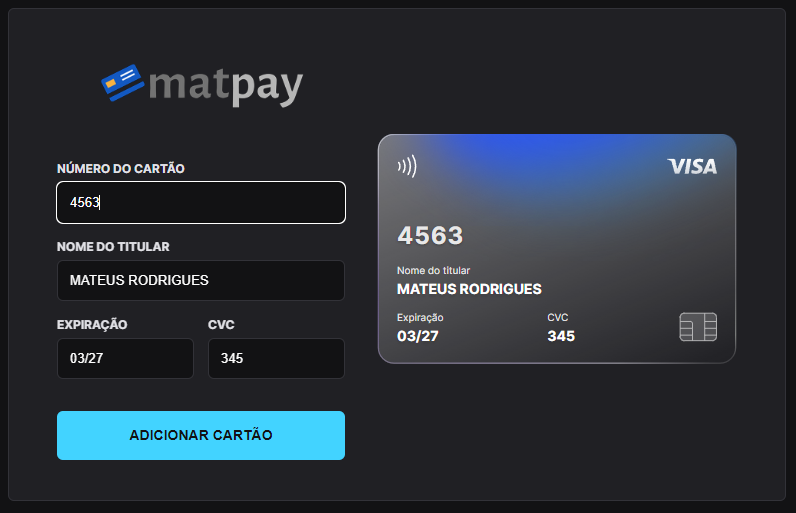 matpay
NÚMERO DO CARTÃO
4563
NOME DO TITULAR
MATEUS RODRIGUES
EXPIRAÇÃO CVC
03/27 345
ADICIONAR CARTÃO
VISA
4563
Nome do titular
MATEUS RODRIGUES
Expiração CVC
03/27 345